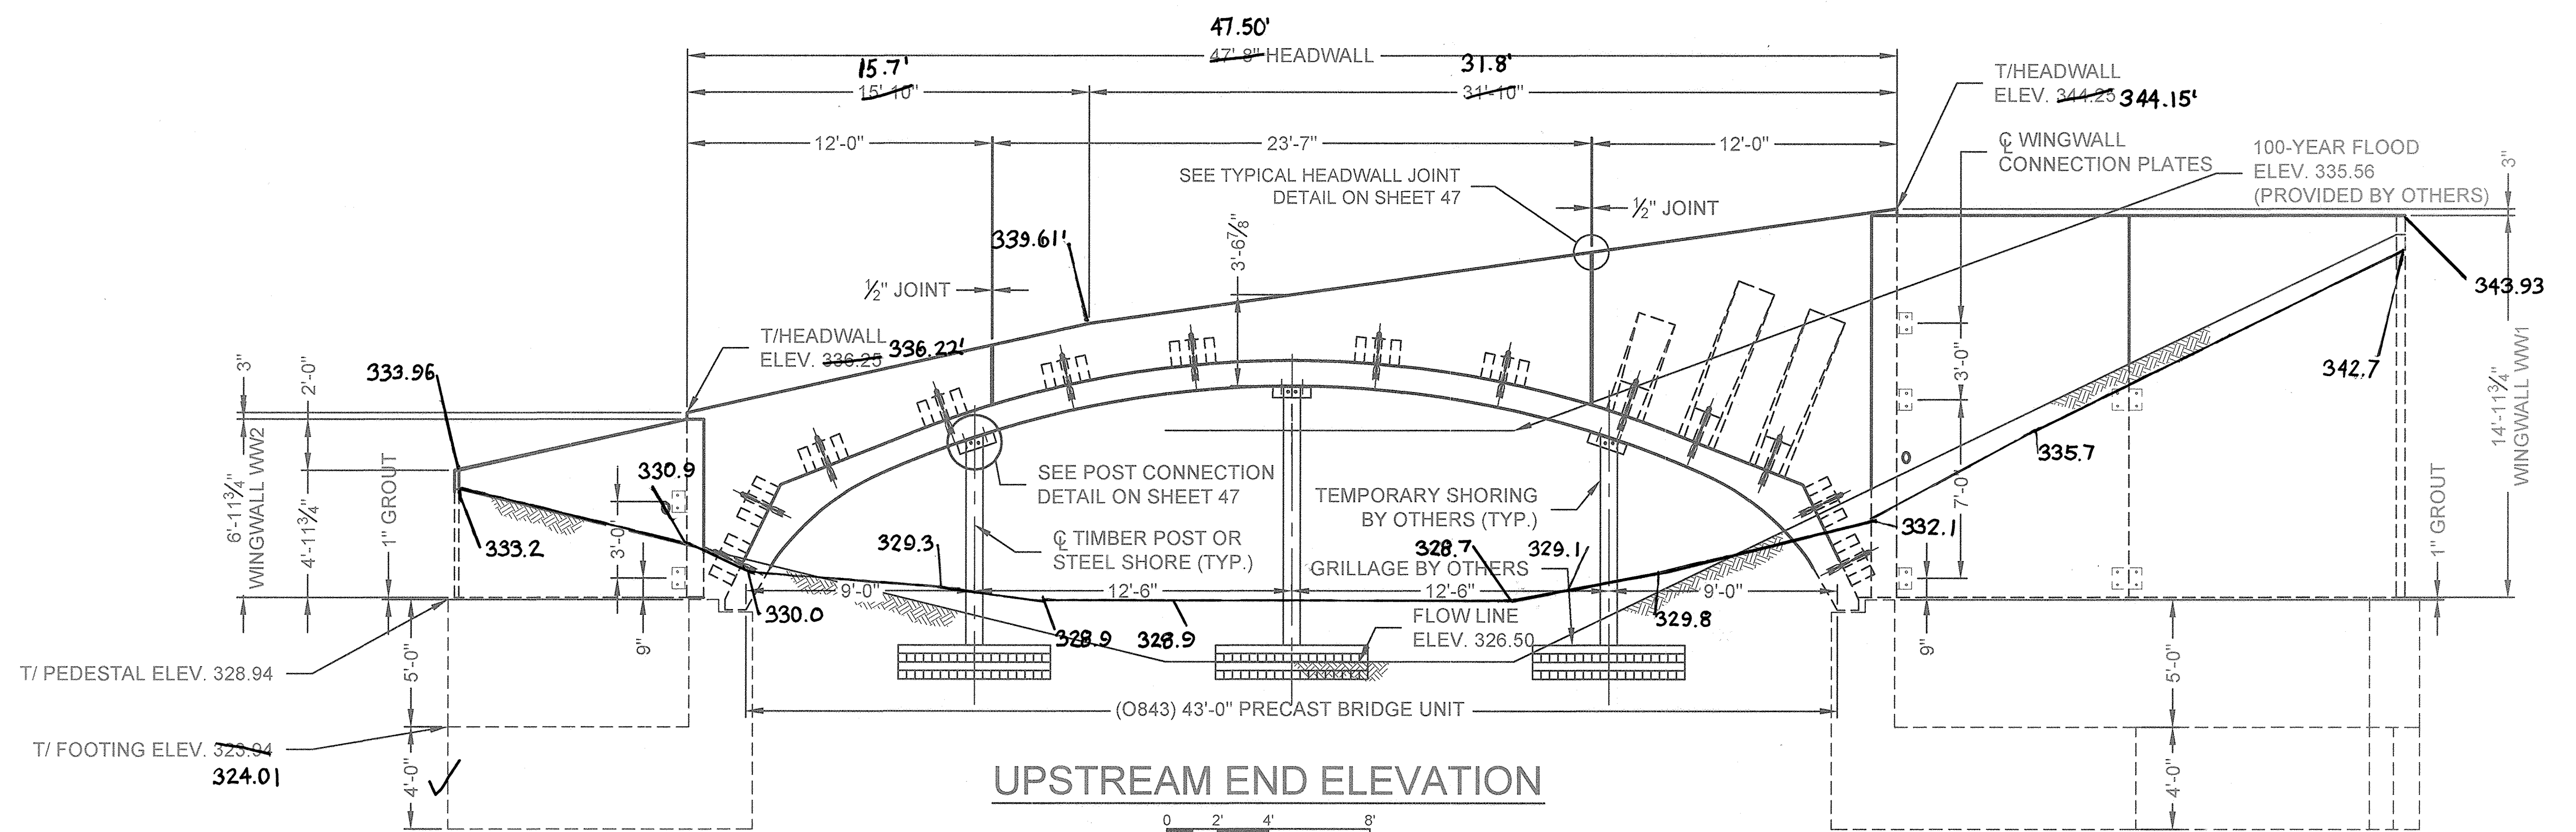 47.50'
47'-8" HEADWALL
15.7'
15'-10"
31.8'
31'-10"
T/HEADWALL
ELEV. 344.25 344.15'
12'-0"
23'-7"
12'-0"
℄ WINGWALL
CONNECTION PLATES
100-YEAR FLOOD
ELEV. 335.56
(PROVIDED BY OTHERS)
3"
SEE TYPICAL HEADWALL JOINT
DETAIL ON SHEET 47
½" JOINT
339.61'
3'-6⅞"
½" JOINT
343.93
T/HEADWALL
ELEV. 336.25 336.22'
333.96
3"
2'-0"
3'-0"
342.7
14'-11¾"
WINGWALL WW1
6'-11¾"
WINGWALL WW2
4'-11¾"
1" GROUT
330.9
3'-0"
333.2
SEE POST CONNECTION
DETAIL ON SHEET 47
℄ TIMBER POST OR
STEEL SHORE (TYP.)
TEMPORARY SHORING
BY OTHERS (TYP.)
335.7
7'-0"
332.1
1" GROUT
329.3
328.7
329.1
GRILLAGE BY OTHERS
9'-0"
12'-6"
12'-6"
9'-0"
330.0
328.9
328.9
FLOW LINE
ELEV. 326.50
329.8
9"
9"
T/ PEDESTAL ELEV. 328.94
5'-0"
5'-0"
(O843) 43'-0" PRECAST BRIDGE UNIT
T/ FOOTING ELEV. 323.94
324.01
4'-0"
4'-0"
UPSTREAM END ELEVATION
0 2' 4' 8'